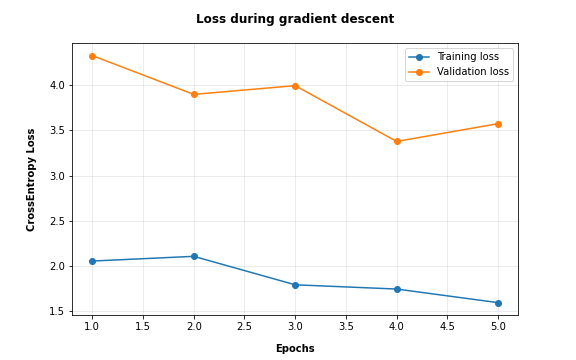 Loss during gradient descent
Training loss
Validation loss
CrossEntropy Loss
4.0
3.5
3.0
2.5
2.0
1.5
1.0 1.5 2.0 2.5 3.0 3.5 4.0 4.5 5.0
Epochs